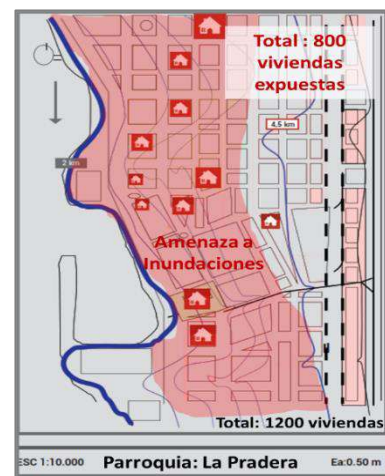 Total : 800
viviendas
expuestas
4,5 km
2 km
Amenaza a
Inundaciones
Total: 1200 viviendas
ESC 1:10.000 Parroquia: La Pradera Ea:0.50 m